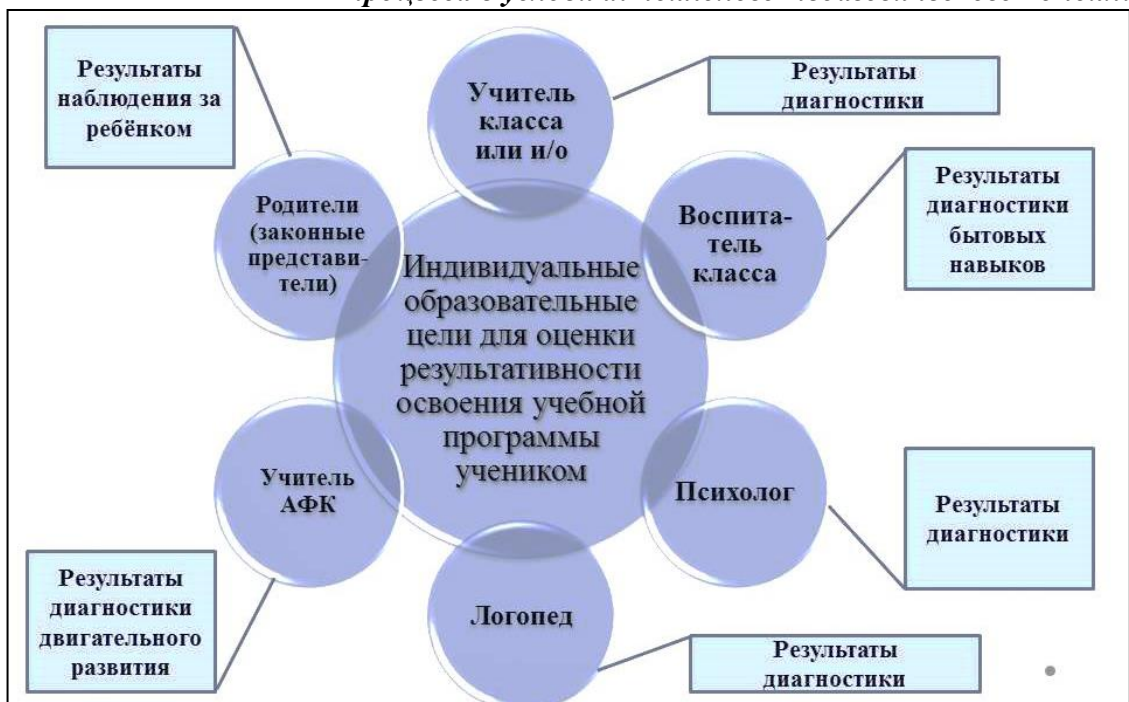 Результаты
наблюдения за
ребёнком
Учитель
класса
или и/о
Результаты
диагностики
Родители
(законные
представи-
тели)
Воспита-
тель
класса
Результаты
диагностики
бытовых
навыков
Индивидуальные
образовательные
цели для оценки
результативности
освоения учебной
программы
учеником
Учитель
АФК
Психолог
Результаты
диагностики
Результаты
диагностики
двигательного
развития
Логопед
Результаты
диагностики